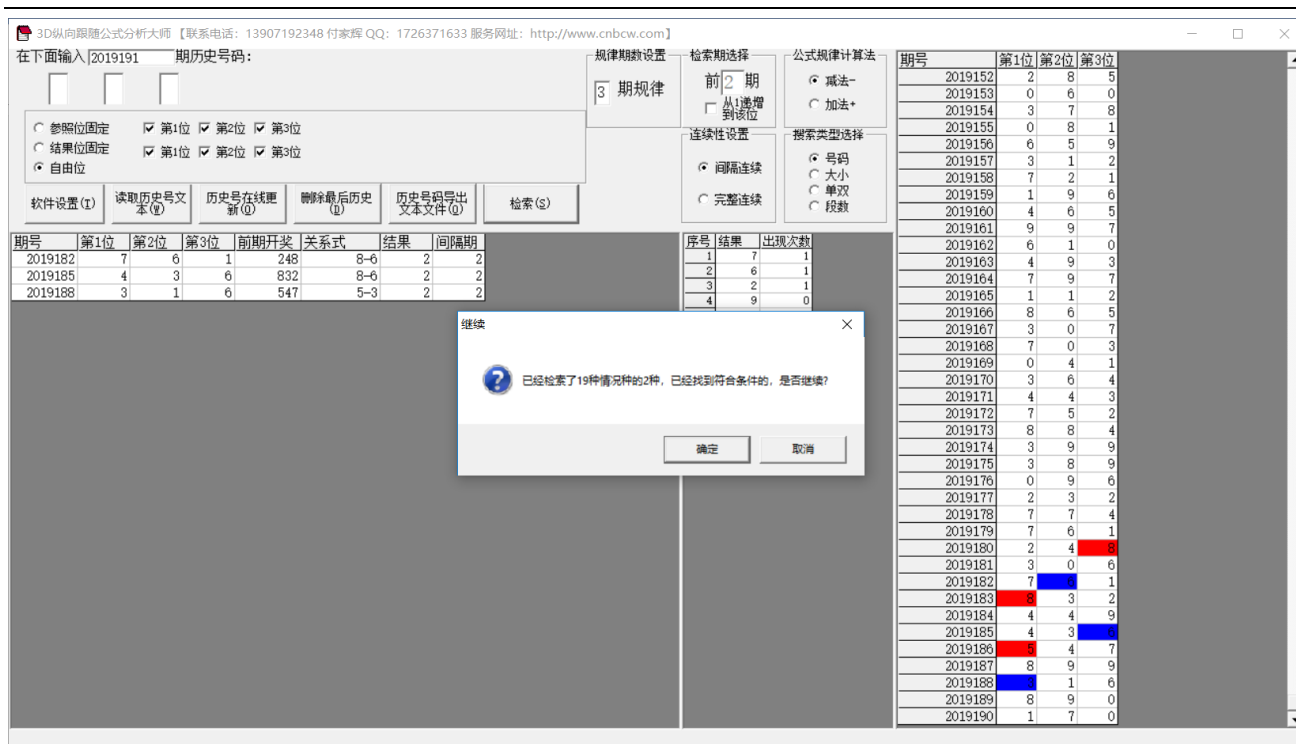 3D纵向跟随公式分析大师 【联系电话：13907192348 付家辉 QQ：1726371633 服务网址：http://www.cnbcw.com】
在下面输入 2019191 期历史号码：
规律期数设置
3 期规律
检索期选择
前 2 期
从1递增
到该位
公式规律计算法
减法-
加法+
参照位固定 第1位 第2位 第3位
结果位固定 第1位 第2位 第3位
自由位
连续性设置
间隔连续
完整连续
搜索类型选择
号码
大小
单双
段数
软件设置(I)
读取历史号文
本(W)
历史号在线更
新(O)
删除最后历史
(D)
历史号码导出
文本文件(O)
检索(S)
期号 第1位 第2位 第3位 前期开奖 关系式 结果 间隔期
2019182 7 6 1 248 8-6 2 2
2019185 4 3 6 832 8-6 2 2
2019188 3 1 6 547 5-3 2 2
序号 结果 出现次数
1 7 1
2 6 1
3 2 1
4 9 0
继续
已经检索了19种情况种的2种，已经找到符合条件的，是否继续？
确定
取消
期号 第1位 第2位 第3位
2019152 2 8 5
2019153 0 6 0
2019154 3 7 8
2019155 0 8 1
2019156 6 5 9
2019157 3 1 2
2019158 7 2 1
2019159 1 9 6
2019160 4 6 5
2019161 9 9 7
2019162 6 1 0
2019163 4 9 3
2019164 7 9 7
2019165 1 1 2
2019166 8 6 5
2019167 3 0 7
2019168 7 0 3
2019169 0 4 1
2019170 3 6 4
2019171 4 4 3
2019172 7 5 2
2019173 8 8 4
2019174 3 9 9
2019175 3 8 9
2019176 0 9 6
2019177 2 3 2
2019178 7 7 4
2019179 7 6 1
2019180 2 4 8
2019181 3 0 6
2019182 7 6 1
2019183 8 3 2
2019184 4 4 9
2019185 4 3 6
2019186 5 4 7
2019187 8 9 9
2019188 3 1 6
2019189 8 9 0
2019190 1 7 0